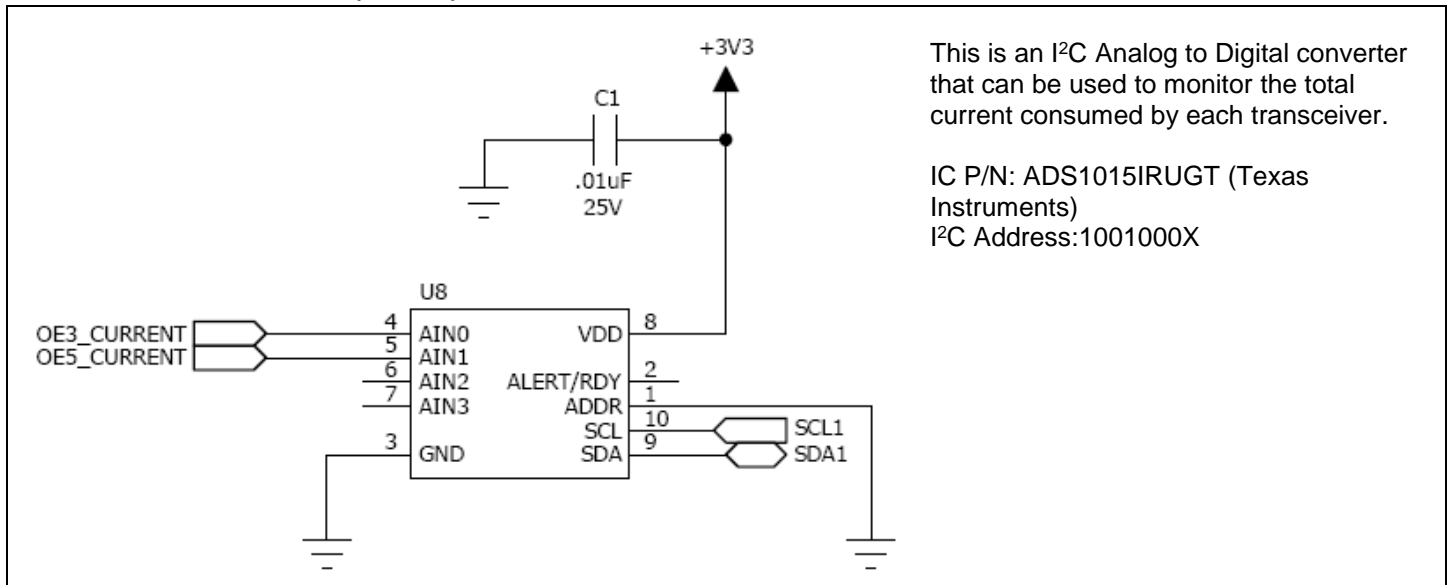 +3V3
C1
.01uF
25V
This is an I²C Analog to Digital converter
that can be used to monitor the total
current consumed by each transceiver.
IC P/N: ADS1015IRUGT (Texas
Instruments)
I²C Address:1001000X
U8
OE3_CURRENT 4 AIN0 VDD 8
OE5_CURRENT 5 AIN1
6 AIN2 ALERT/RDY 2
7 AIN3 ADDR 1
SCL 10 SCL1
3 GND SDA 9 SDA1